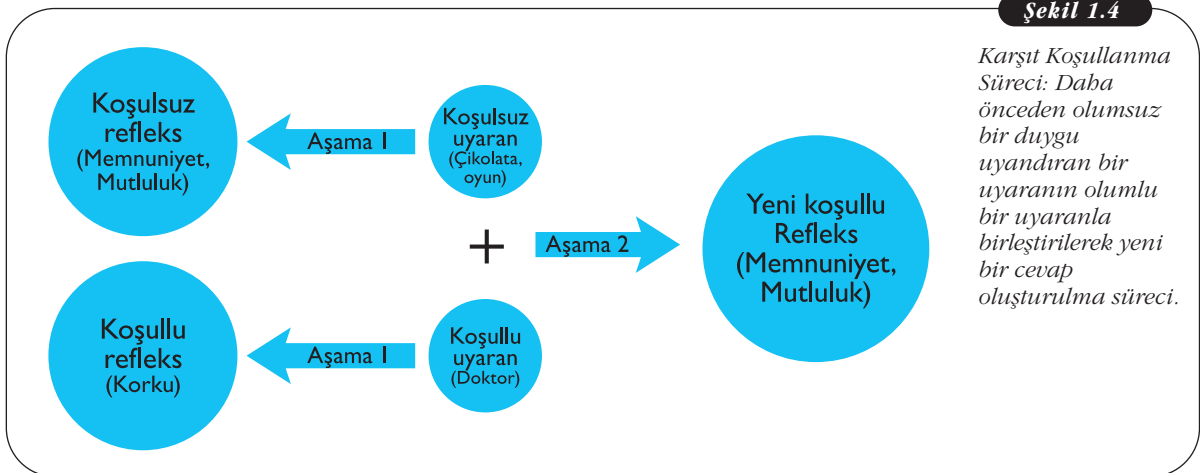 Şekil 1.4
Karşıt Koşullanma
Süreci: Daha
önceden olumsuz
bir duygu
uyandıran bir
uyaranın olumlu
bir uyaranla
birleştirilerek yeni
bir cevap
oluşturulma süreci.
Koşulsuz
refleks
(Memnuniyet,
Mutluluk)
Aşama 1
Koşulsuz
uyaran
(Çikolata,
oyun)
+
Aşama 2
Yeni koşullu
Refleks
(Memnuniyet,
Mutluluk)
Koşullu
refleks
(Korku)
Aşama 1
Koşullu
uyaran
(Doktor)